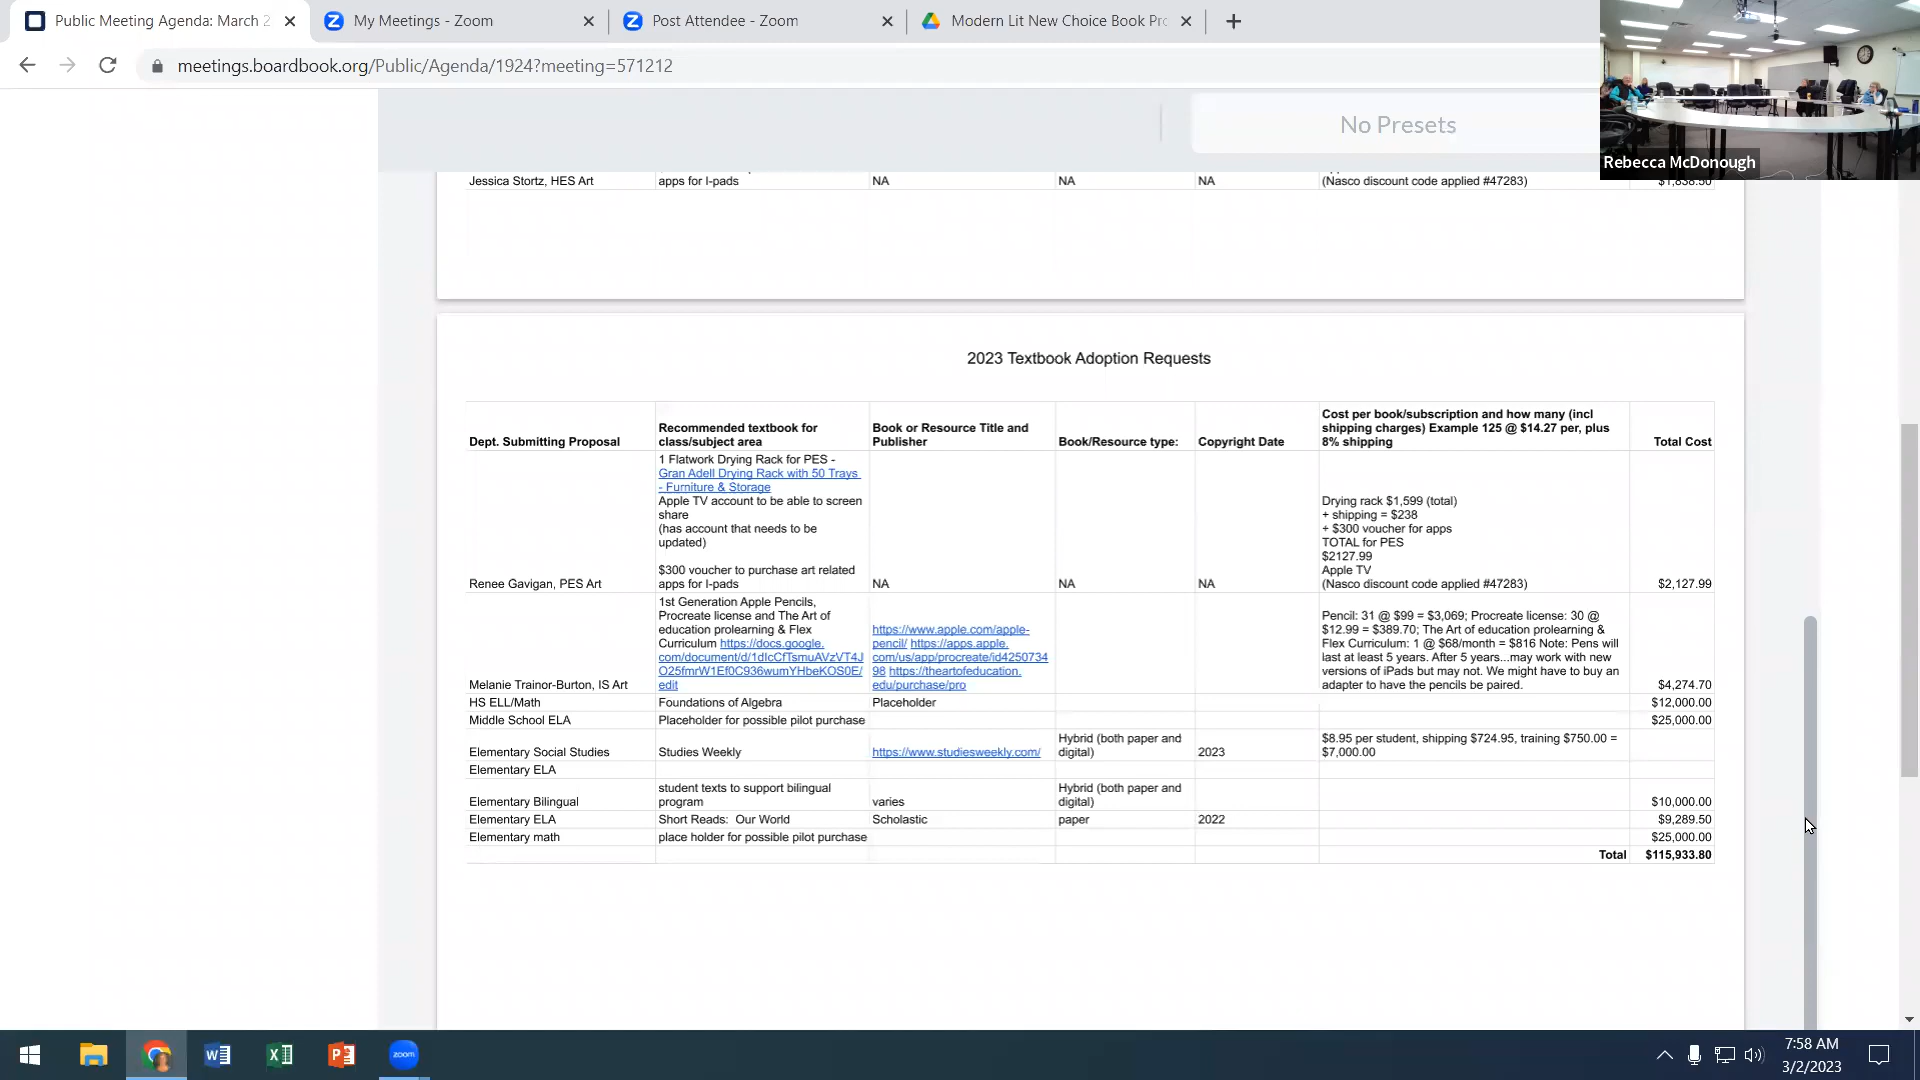 Public Meeting Agenda: March 2
My Meetings - Zoom
Post Attendee - Zoom
Modern Lit New Choice Book Pro
meetings.boardbook.org/Public/Agenda/1924?meeting=571212
No Presets
Rebecca McDonough
Jessica Stortz, HES Art
apps for I-pads
NA
NA
NA
(Nasco discount code applied #47283)
$1,838.50
2023 Textbook Adoption Requests
Dept. Submitting Proposal
Recommended textbook for
class/subject area
Book or Resource Title and
Publisher
Book/Resource type:
Copyright Date
Cost per book/subscription and how many (incl
shipping charges) Example 125 @ $14.27 per, plus
8% shipping
Total Cost
Renee Gavigan, PES Art
1 Flatwork Drying Rack for PES -
Gran Adell Drying Rack with 50 Trays
- Furniture & Storage
Apple TV account to be able to screen
share
(has account that needs to be
updated)
$300 voucher to purchase art related
apps for I-pads
NA
NA
NA
Drying rack $1,599 (total)
+ shipping = $238
+ $300 voucher for apps
TOTAL for PES
$2127.99
Apple TV
(Nasco discount code applied #47283)
$2,127.99
Melanie Trainor-Burton, IS Art
1st Generation Apple Pencils,
Procreate license and The Art of
education prolearning & Flex
Curriculum https://docs.google.
com/document/d/1dIcCfTsmuAVzVT4J
O25fmrW1Ef0C936wumYHbeKOS0E/
edit
https://www.apple.com/apple-
pencil/ https://apps.apple.
com/us/app/procreate/id4250734
98 https://theartofeducation.
edu/purchase/pro
Pencil: 31 @ $99 = $3,069; Procreate license: 30 @
$12.99 = $389.70; The Art of education prolearning &
Flex Curriculum: 1 @ $68/month = $816 Note: Pens will
last at least 5 years. After 5 years...may work with new
versions of iPads but may not. We might have to buy an
adapter to have the pencils be paired.
$4,274.70
HS ELL/Math
Foundations of Algebra
Placeholder
$12,000.00
Middle School ELA
Placeholder for possible pilot purchase
$25,000.00
Elementary Social Studies
Studies Weekly
https://www.studiesweekly.com/
Hybrid (both paper and
digital)
2023
$8.95 per student, shipping $724.95, training $750.00 =
$7,000.00
Elementary ELA
Elementary Bilingual
student texts to support bilingual
program
varies
Hybrid (both paper and
digital)
$10,000.00
Elementary ELA
Short Reads: Our World
Scholastic
paper
2022
$9,289.50
Elementary math
place holder for possible pilot purchase
$25,000.00
Total
$115,933.80
zoom
7:58 AM
3/2/2023